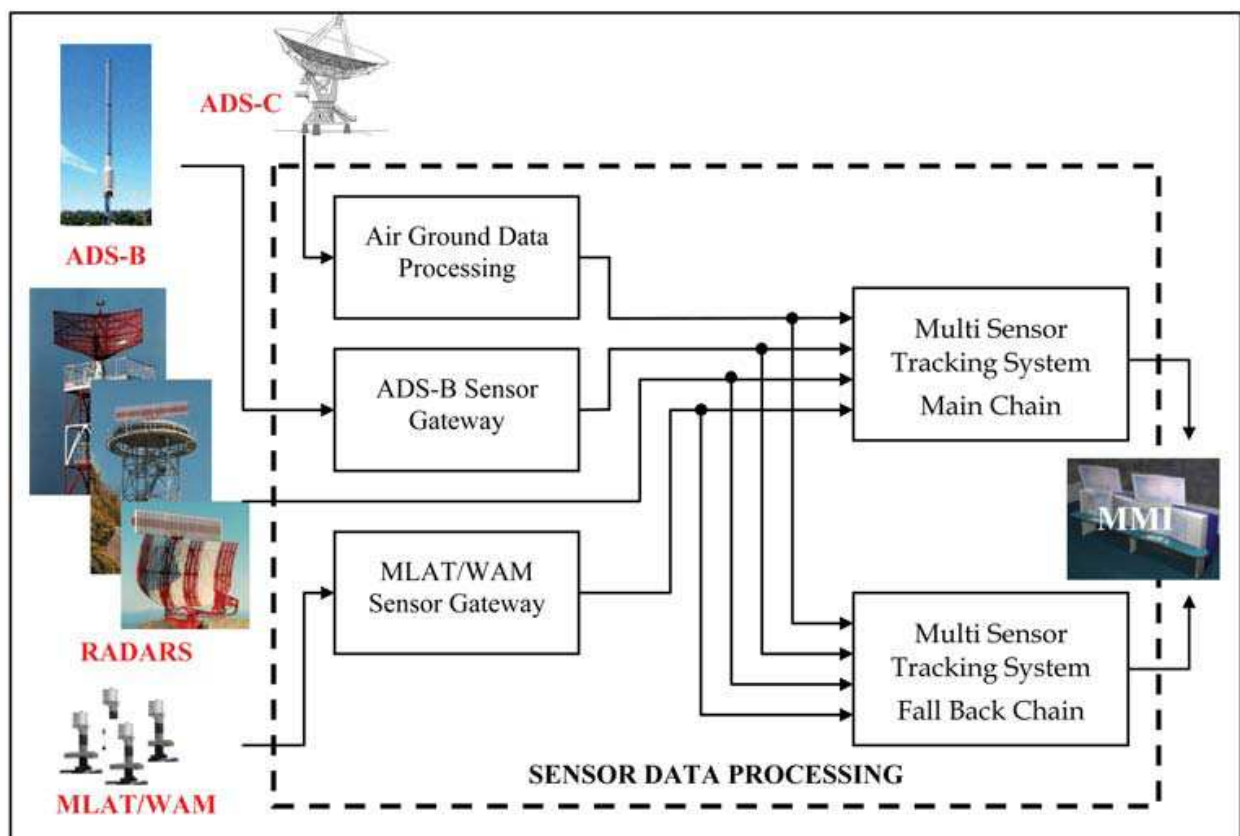 ADS-C
ADS-B
RADARS
MLAT/WAM
Air Ground Data
Processing
ADS-B Sensor
Gateway
MLAT/WAM
Sensor Gateway
Multi Sensor
Tracking System
Main Chain
MMI
Multi Sensor
Tracking System
Fall Back Chain
SENSOR DATA PROCESSING